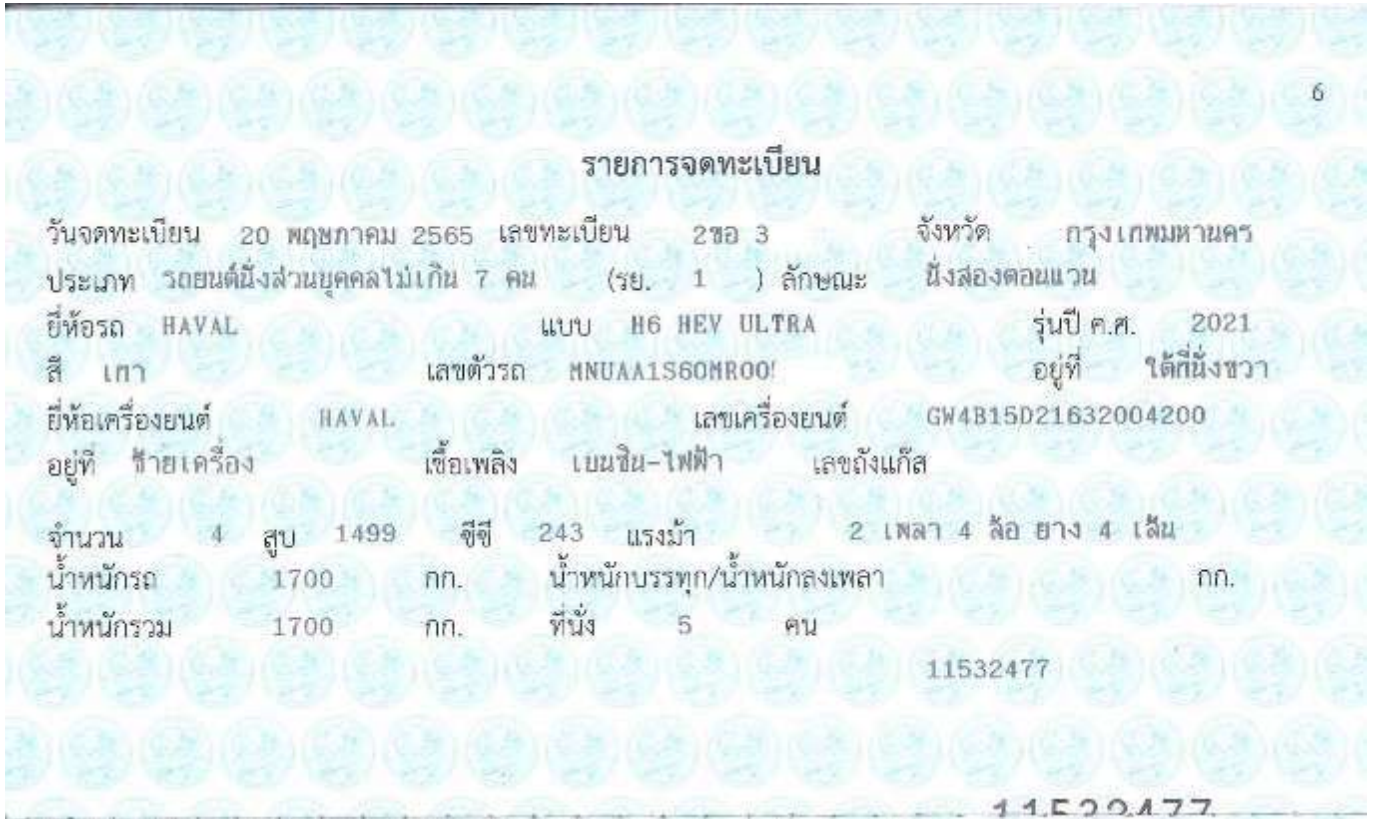 6
รายการจดทะเบียน
วันจดทะเบียน 20 พฤษภาคม 2565 เลขทะเบียน 2ขอ 3 จังหวัด กรุงเทพมหานคร
ประเภท รถยนต์นั่งส่วนบุคคลไม่เกิน 7 คน (รย. 1 ) ลักษณะ นั่งสองตอนแวน
ยี่ห้อรถ HAVAL แบบ H6 HEV ULTRA รุ่นปี ค.ศ. 2021
สี เทา เลขตัวรถ MNUAA1S60MR00 อยู่ที่ ใต้ที่นั่งขวา
ยี่ห้อเครื่องยนต์ HAVAL เลขเครื่องยนต์ GW4B15D21632004200
อยู่ที่ ซ้ายเครื่อง เชื้อเพลิง เบนซิน-ไฟฟ้า เลขถังแก๊ส
จำนวน 4 สูบ 1499 ซีซี 243 แรงม้า 2 เพลา 4 ล้อ ยาง 4 เส้น
น้ำหนักรถ 1700 กก. น้ำหนักบรรทุก/น้ำหนักลงเพลา กก.
น้ำหนักรวม 1700 กก. ที่นั่ง 5 คน
11532477
11532477